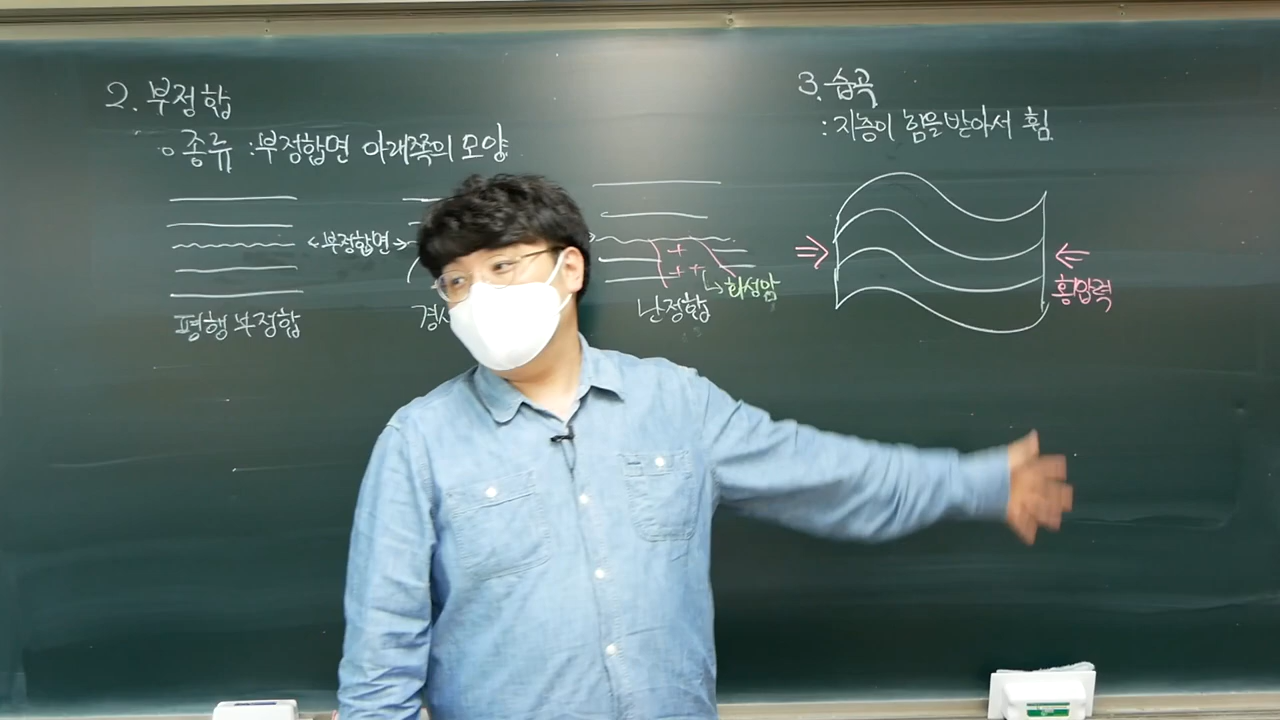 2. 부정합
○ 종류 : 부정합면 아래쪽의 모양
부정합면
평행 부정합
경사
화성암
난정합
3. 습곡
: 지층이 힘을 받아서 휨
횡압력